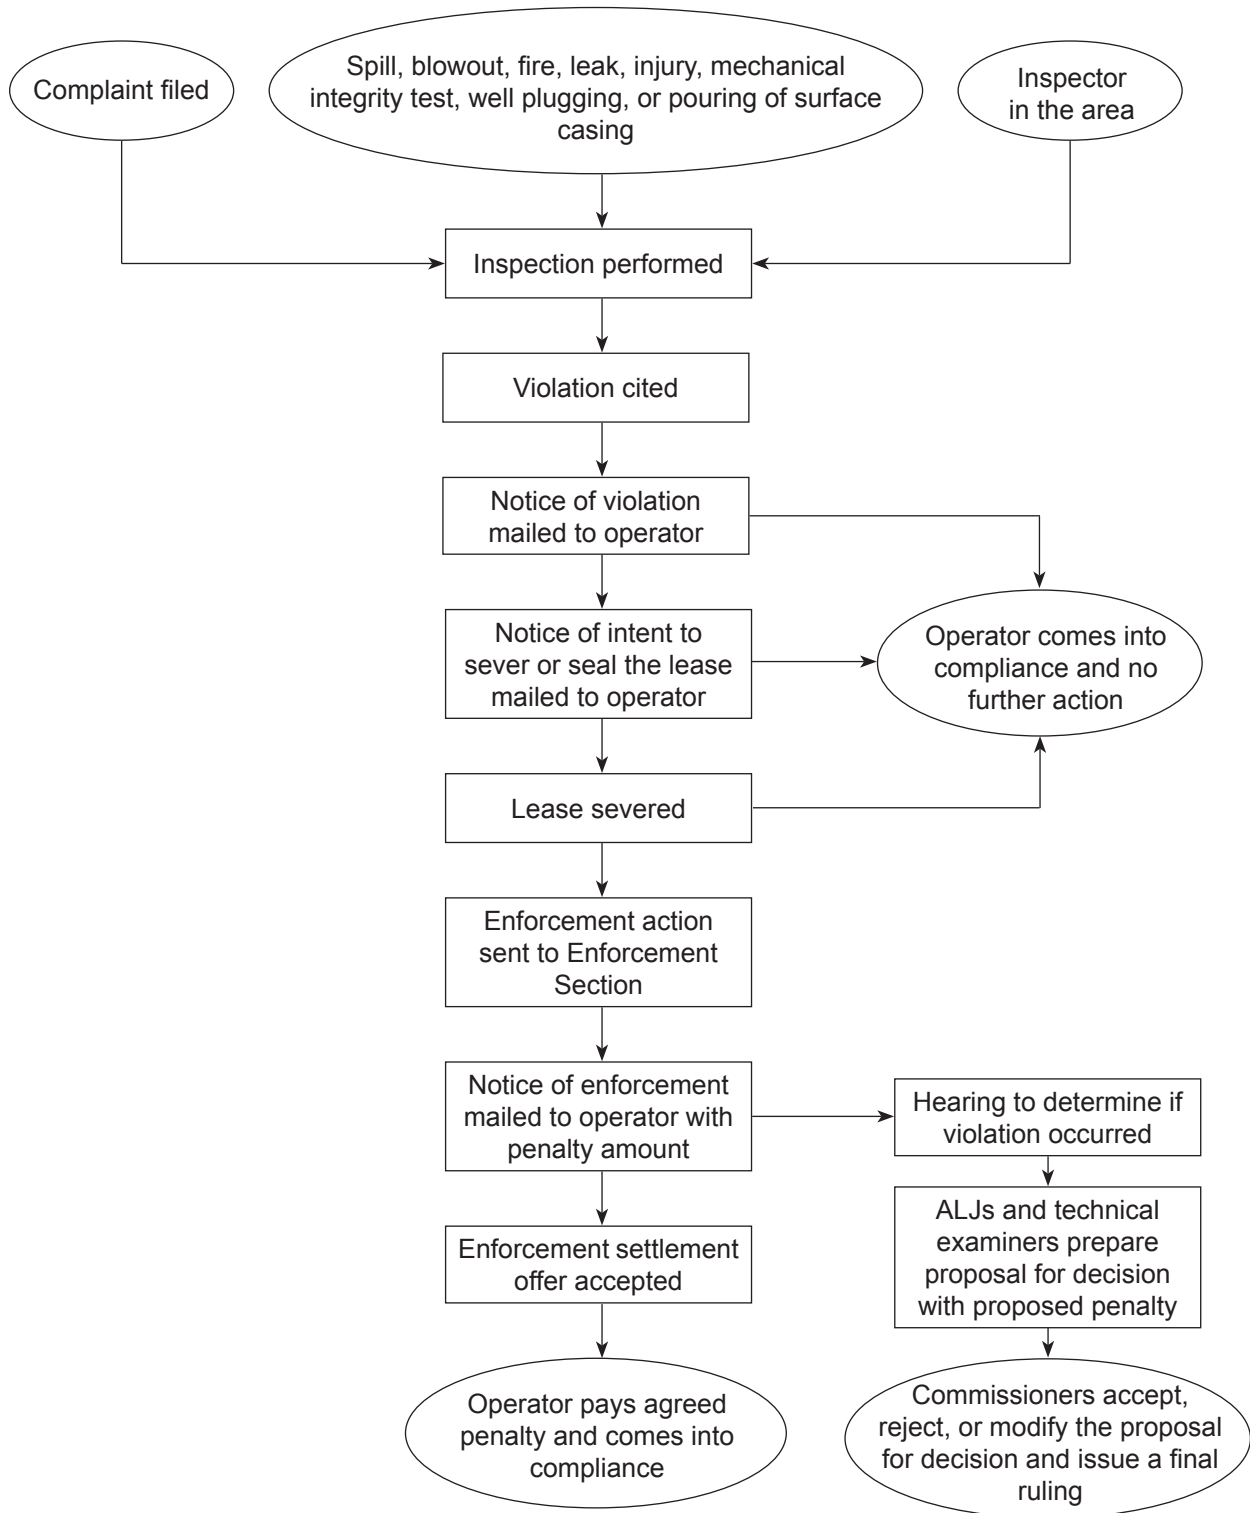 Complaint filed
Spill, blowout, fire, leak, injury, mechanical
integrity test, well plugging, or pouring of surface
casing
Inspector
in the area
Inspection performed
Violation cited
Notice of violation
mailed to operator
Notice of intent to
sever or seal the lease
mailed to operator
Operator comes into
compliance and no
further action
Lease severed
Enforcement action
sent to Enforcement
Section
Notice of enforcement
mailed to operator with
penalty amount
Hearing to determine if
violation occurred
ALJs and technical
examiners prepare
proposal for decision
with proposed penalty
Enforcement settlement
offer accepted
Operator pays agreed
penalty and comes into
compliance
Commissioners accept,
reject, or modify the proposal
for decision and issue a final
ruling